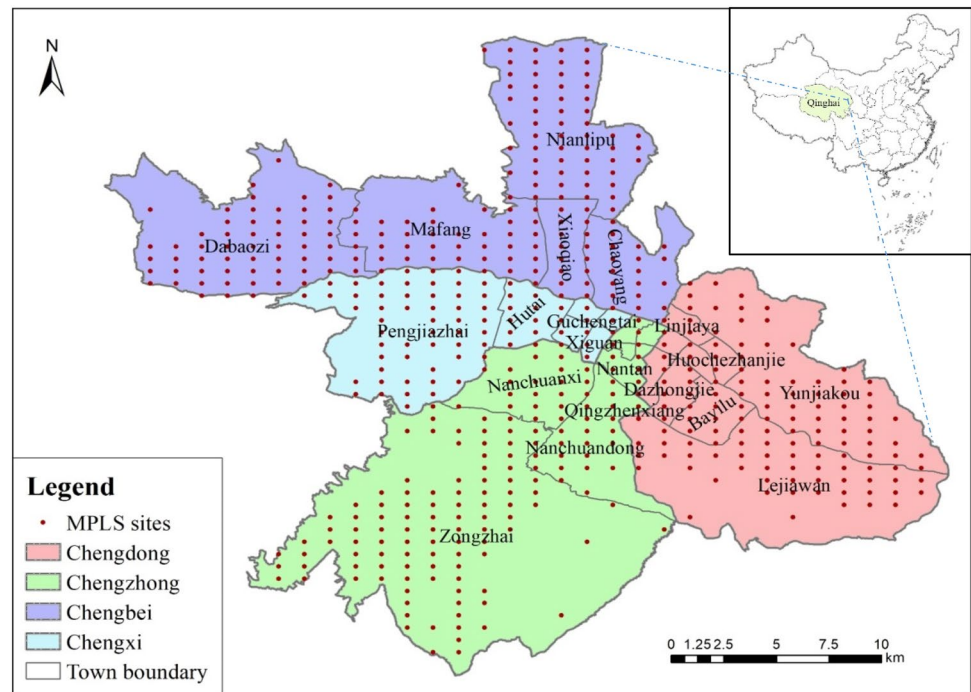 N
Qinghai
Nianlipu
Xiaoqiao
Chaoyang
Mafang
Dabaozi
Pengjiazhai
Hutai
Guchengtai
Xiguan
Linjiaya
Huochezhanjie
Nantan
Nanchuanxi
Dazhongjie
Yunjiakou
Qingzhenxiang
Bayilu
Nanchuandong
Lejiawan
Zongzhai
Legend
MPLS sites
Chengdong
Chengzhong
Chengbei
Chengxi
Town boundary
0 1.25 2.5 5 7.5 10
km